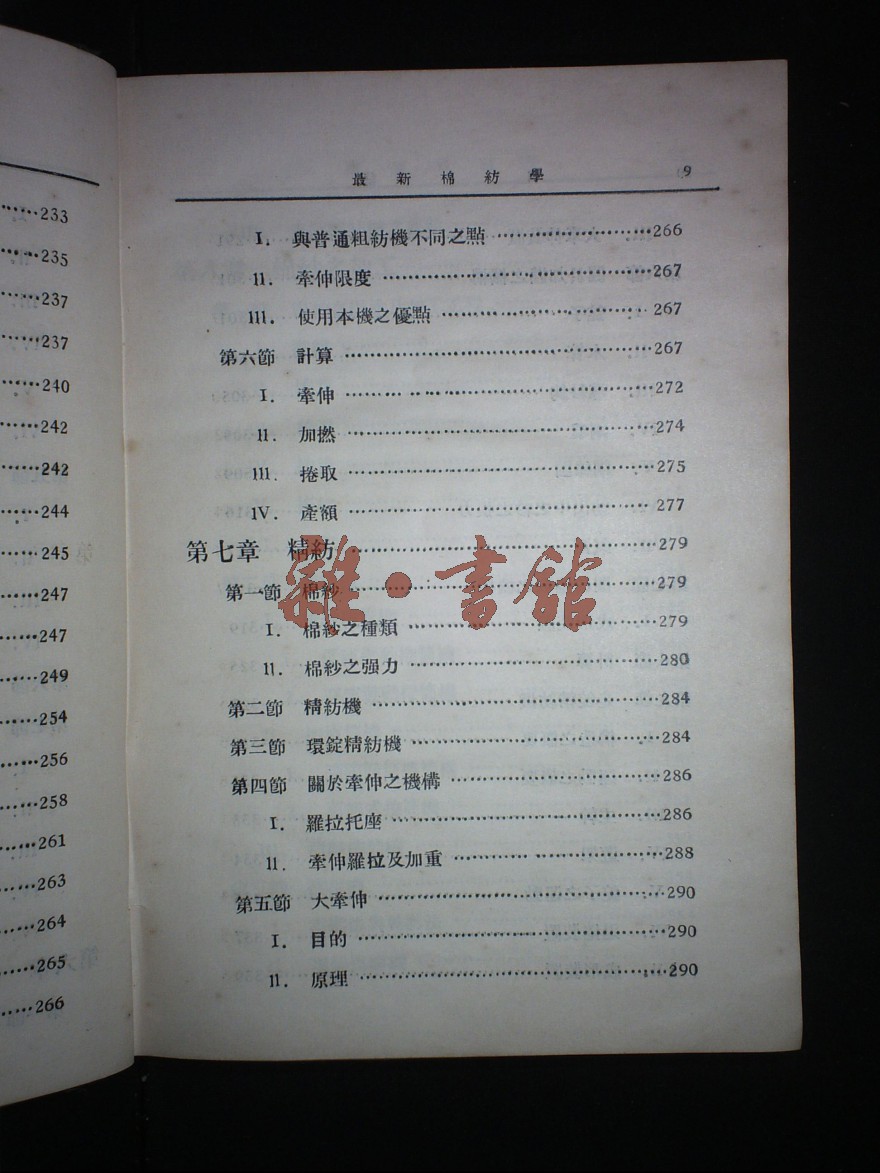 ……233
……235
……237
……237
……240
……242
……242
……244
……245
……247
……247
……249
……254
……256
……258
……261
……263
……264
……265
……266
最新棉紡學 9
I. 與普通粗紡機不同之點……266
II. 牽伸限度……267
III. 使用本機之優點……267
第六節 計算……267
I. 牽伸……272
II. 加撚……274
III. 捲取……275
IV. 產額……277
第七章 精紡……279
第一節 棉紗……279
I. 棉紗之種類……279
II. 棉紗之强力……280
第二節 精紡機……284
第三節 環錠精紡機……284
第四節 關於牽伸之機構……286
I. 羅拉托座……286
II. 牽伸羅拉及加重……288
第五節 大牽伸……290
I. 目的……290
II. 原理……290
雜·書館